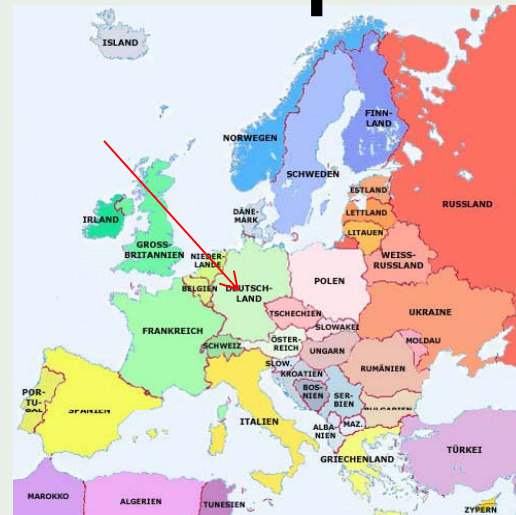 ISLAND
NORWEGEN
FINN-
LAND
SCHWEDEN
RUSSLAND
ESTLAND
LETTLAND
LITAUEN
IRLAND
GROSS-
BRITANNIEN
DÄNE-
MARK
WEISS-
RUSSLAND
NIEDER-
LANDE
BELGIEN
DEUTSCH-
LAND
POLEN
TSCHECHIEN
UKRAINE
SLOWAKEI
FRANKREICH
SCHWEIZ
ÖSTER-
REICH
UNGARN
MOLDAU
SLOW.
KROATIEN
RUMÄNIEN
BOS-
NIEN
SER-
BIEN
POR-
TU-
GAL
SPANIEN
ITALIEN
BULGARIEN
ALBA-
NIEN
MAZ.
GRIECHENLAND
TÜRKEI
MAROKKO
ALGERIEN
TUNESIEN
ZYPERN